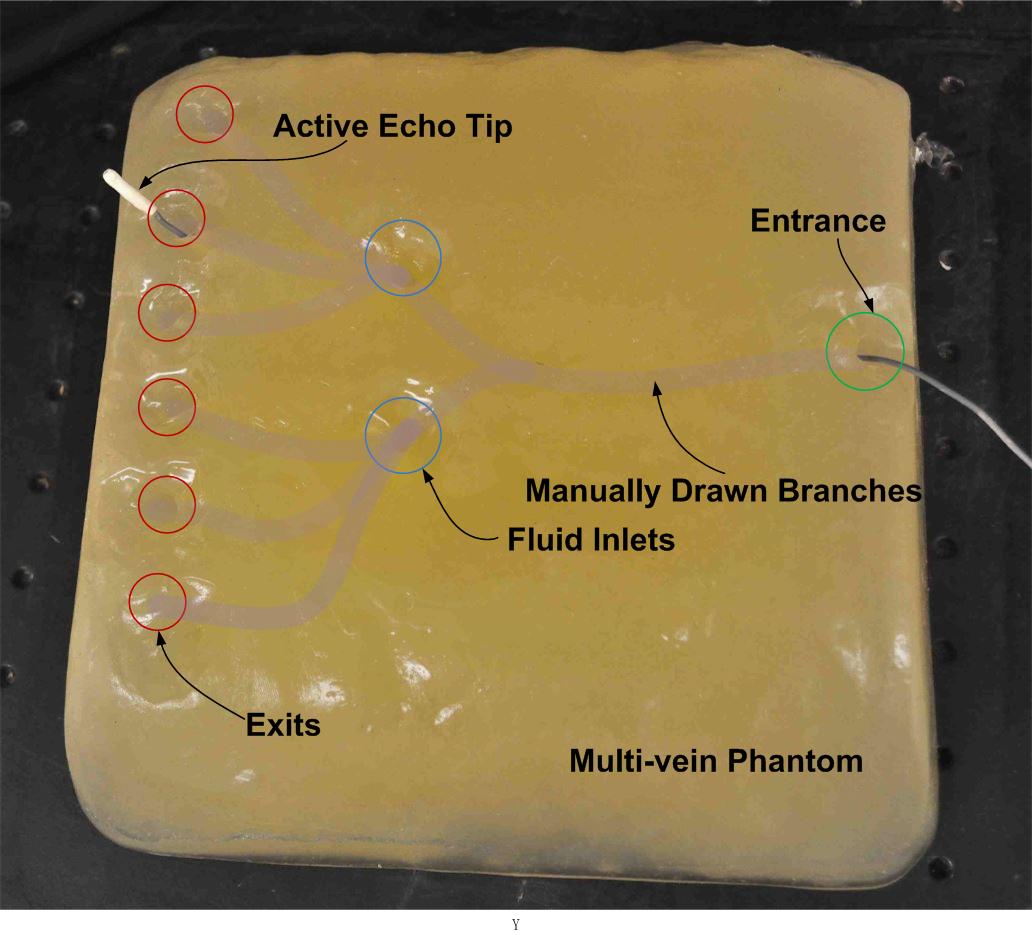 Active Echo Tip
Entrance
Manually Drawn Branches
Fluid Inlets
Exits
Multi-vein Phantom
Y